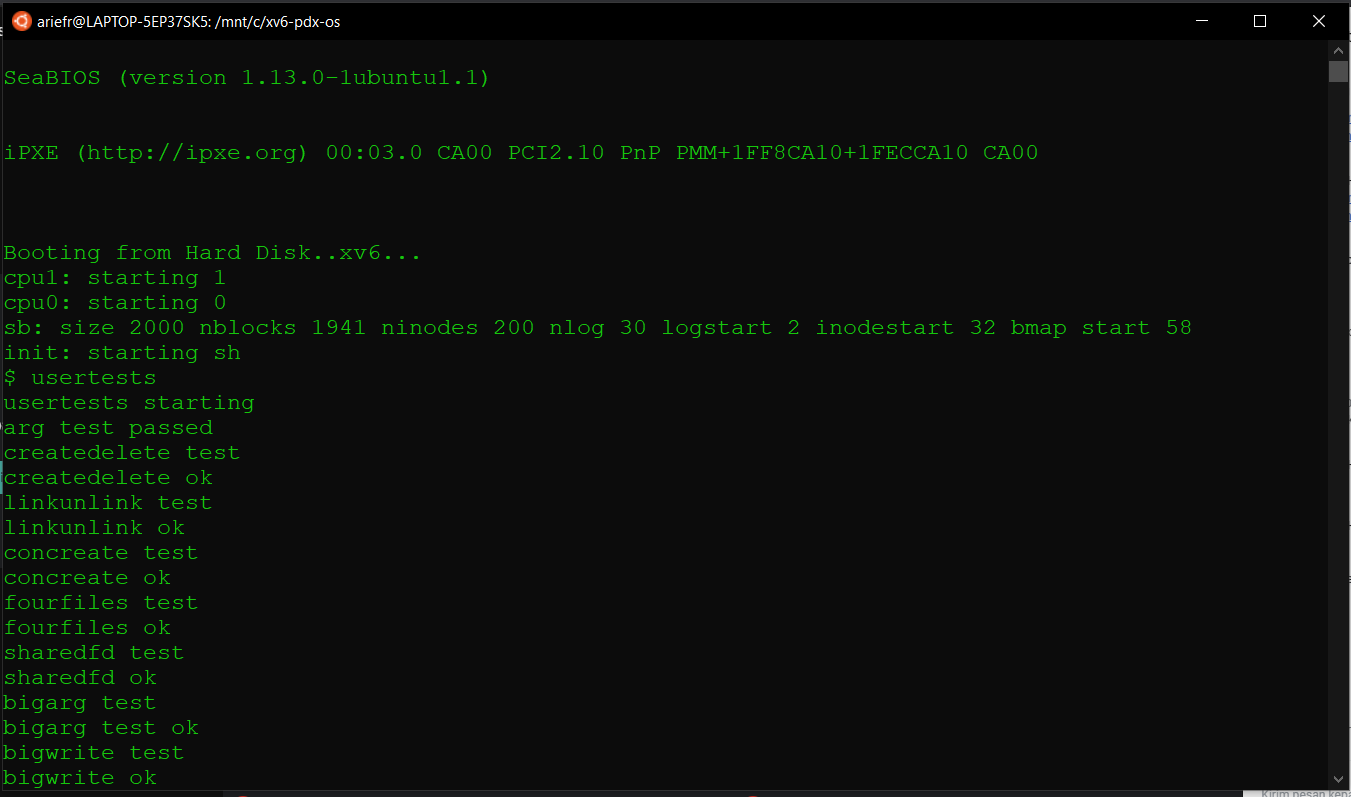 ariefr@LAPTOP-5EP37SK5: /mnt/c/xv6-pdx-os
SeaBIOS (version 1.13.0-1ubuntu1.1)
iPXE (http://ipxe.org) 00:03.0 CA00 PCI2.10 PnP PMM+1FF8CA10+1FECCA10 CA00
Booting from Hard Disk..xv6...
cpu1: starting 1
cpu0: starting 0
sb: size 2000 nblocks 1941 ninodes 200 nlog 30 logstart 2 inodestart 32 bmap start 58
init: starting sh
$ usertests
usertests starting
arg test passed
createdelete test
createdelete ok
linkunlink test
linkunlink ok
concreate test
concreate ok
fourfiles test
fourfiles ok
sharedfd test
sharedfd ok
bigarg test
bigarg test ok
bigwrite test
bigwrite ok